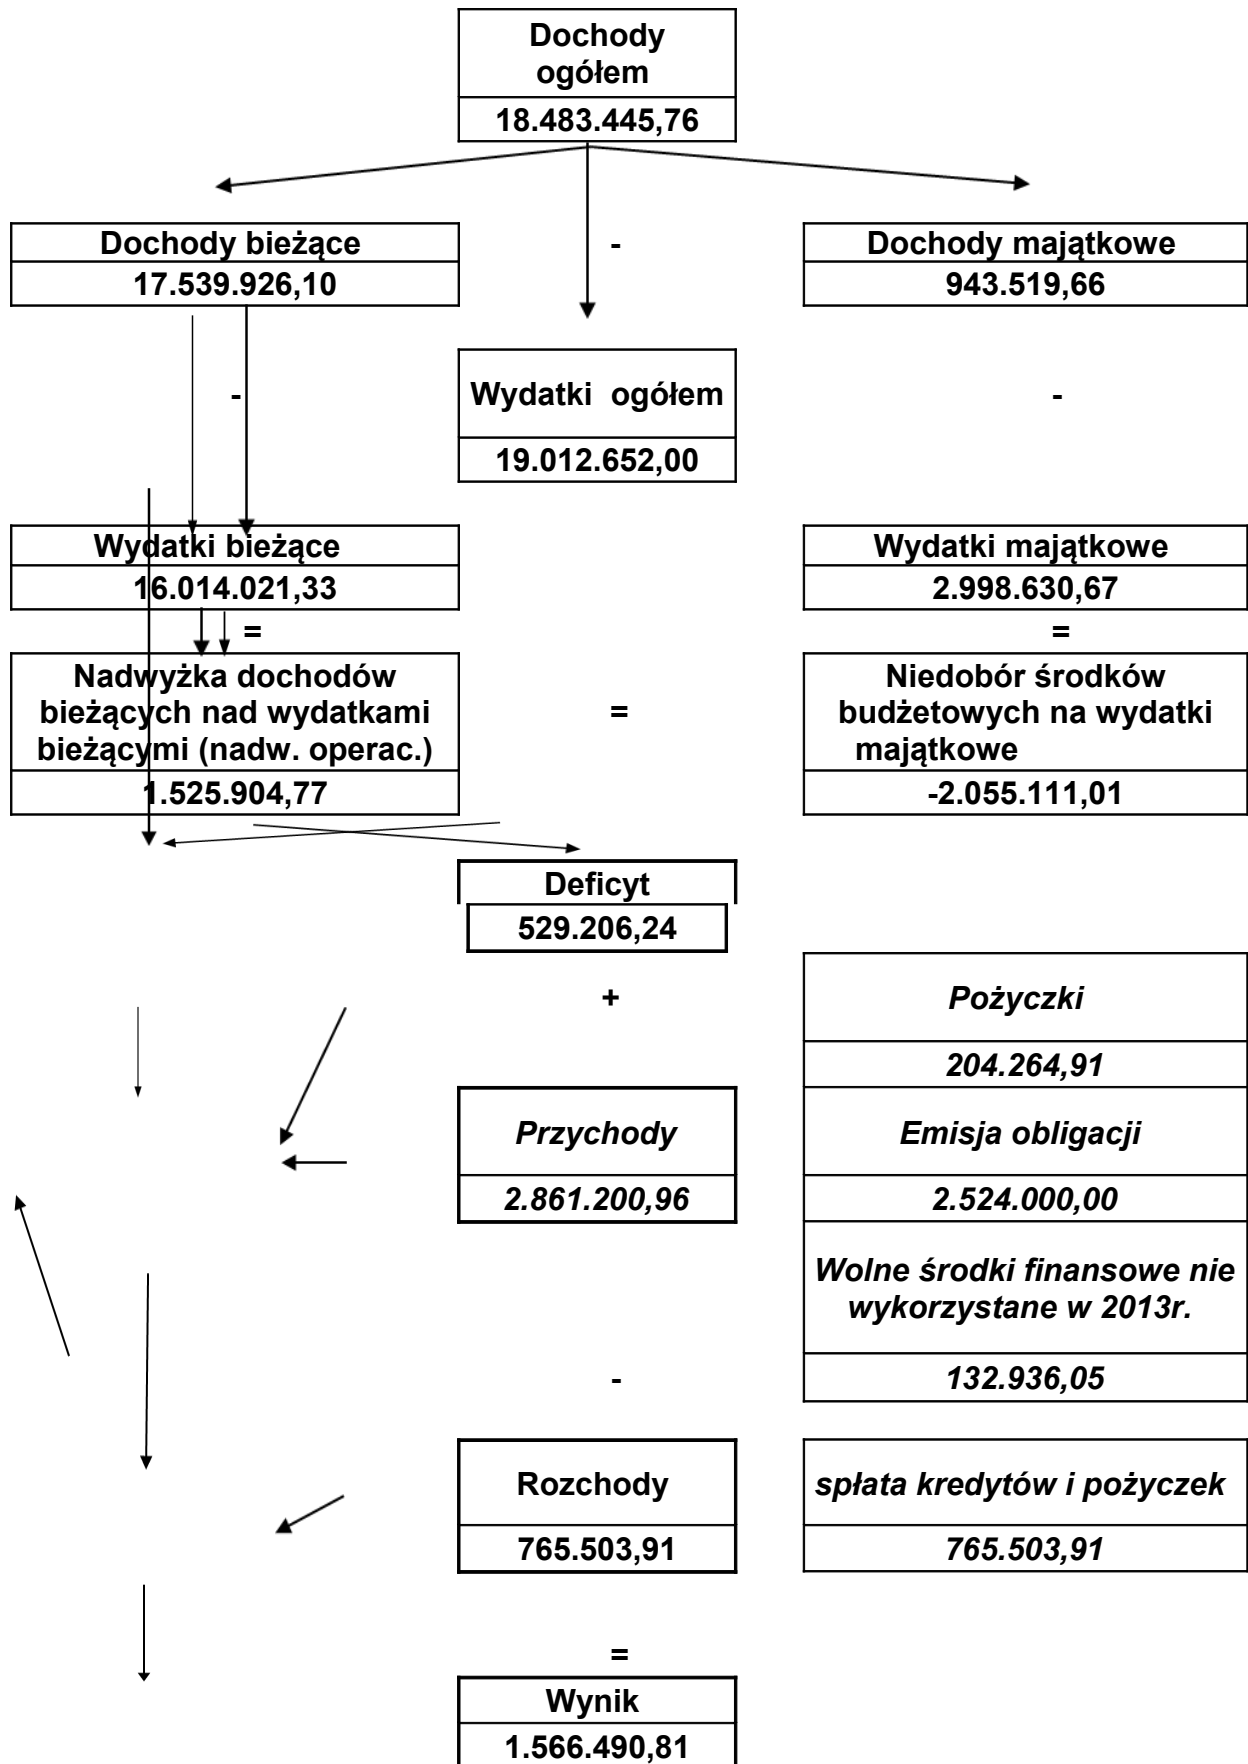 Dochody
ogółem
18.483.445,76
Dochody bieżące
-
Dochody majątkowe
17.539.926,10
943.519,66
-
Wydatki ogółem
-
19.012.652,00
Wydatki bieżące
Wydatki majątkowe
16.014.021,33
2.998.630,67
=
=
Nadwyżka dochodów
bieżących nad wydatkami
bieżącymi (nadw. operac.)
=
Niedobór środków
budżetowych na wydatki
majątkowe
1.525.904,77
-2.055.111,01
Deficyt
529.206,24
+
Pożyczki
204.264,91
Przychody
Emisja obligacji
2.861.200,96
2.524.000,00
Wolne środki finansowe nie
wykorzystane w 2013r.
-
132.936,05
Rozchody
spłata kredytów i pożyczek
765.503,91
765.503,91
=
Wynik
1.566.490,81